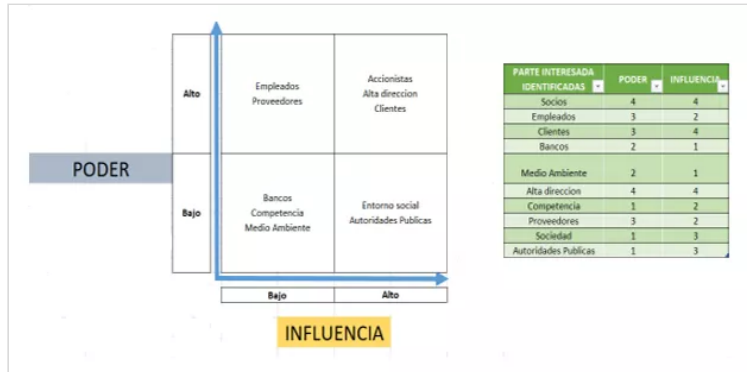 PODER
Alto
Empleados
Proveedores
Accionistas
Alta direccion
Clientes
Bajo
Bancos
Competencia
Medio Ambiente
Entorno social
Autoridades Publicas
Bajo Alto
INFLUENCIA
PARTE INTERESADA IDENTIFICADAS PODER INFLUENCIA
Socios 4 4
Empleados 3 2
Clientes 3 4
Bancos 2 1
Medio Ambiente 2 1
Alta direccion 4 4
Competencia 1 2
Proveedores 3 2
Sociedad 1 3
Autoridades Publicas 1 3